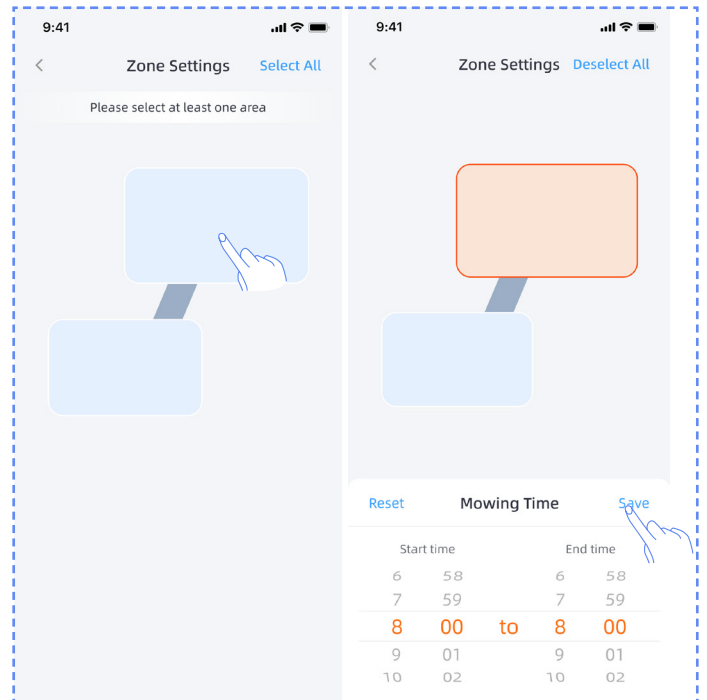 9:41
Zone Settings Select All
Please select at least one area
9:41
Zone Settings Deselect All
Reset Mowing Time Save
Start time End time
6 58 6 58
7 59 7 59
8 00 to 8 00
9 01 9 01
10 02 10 02